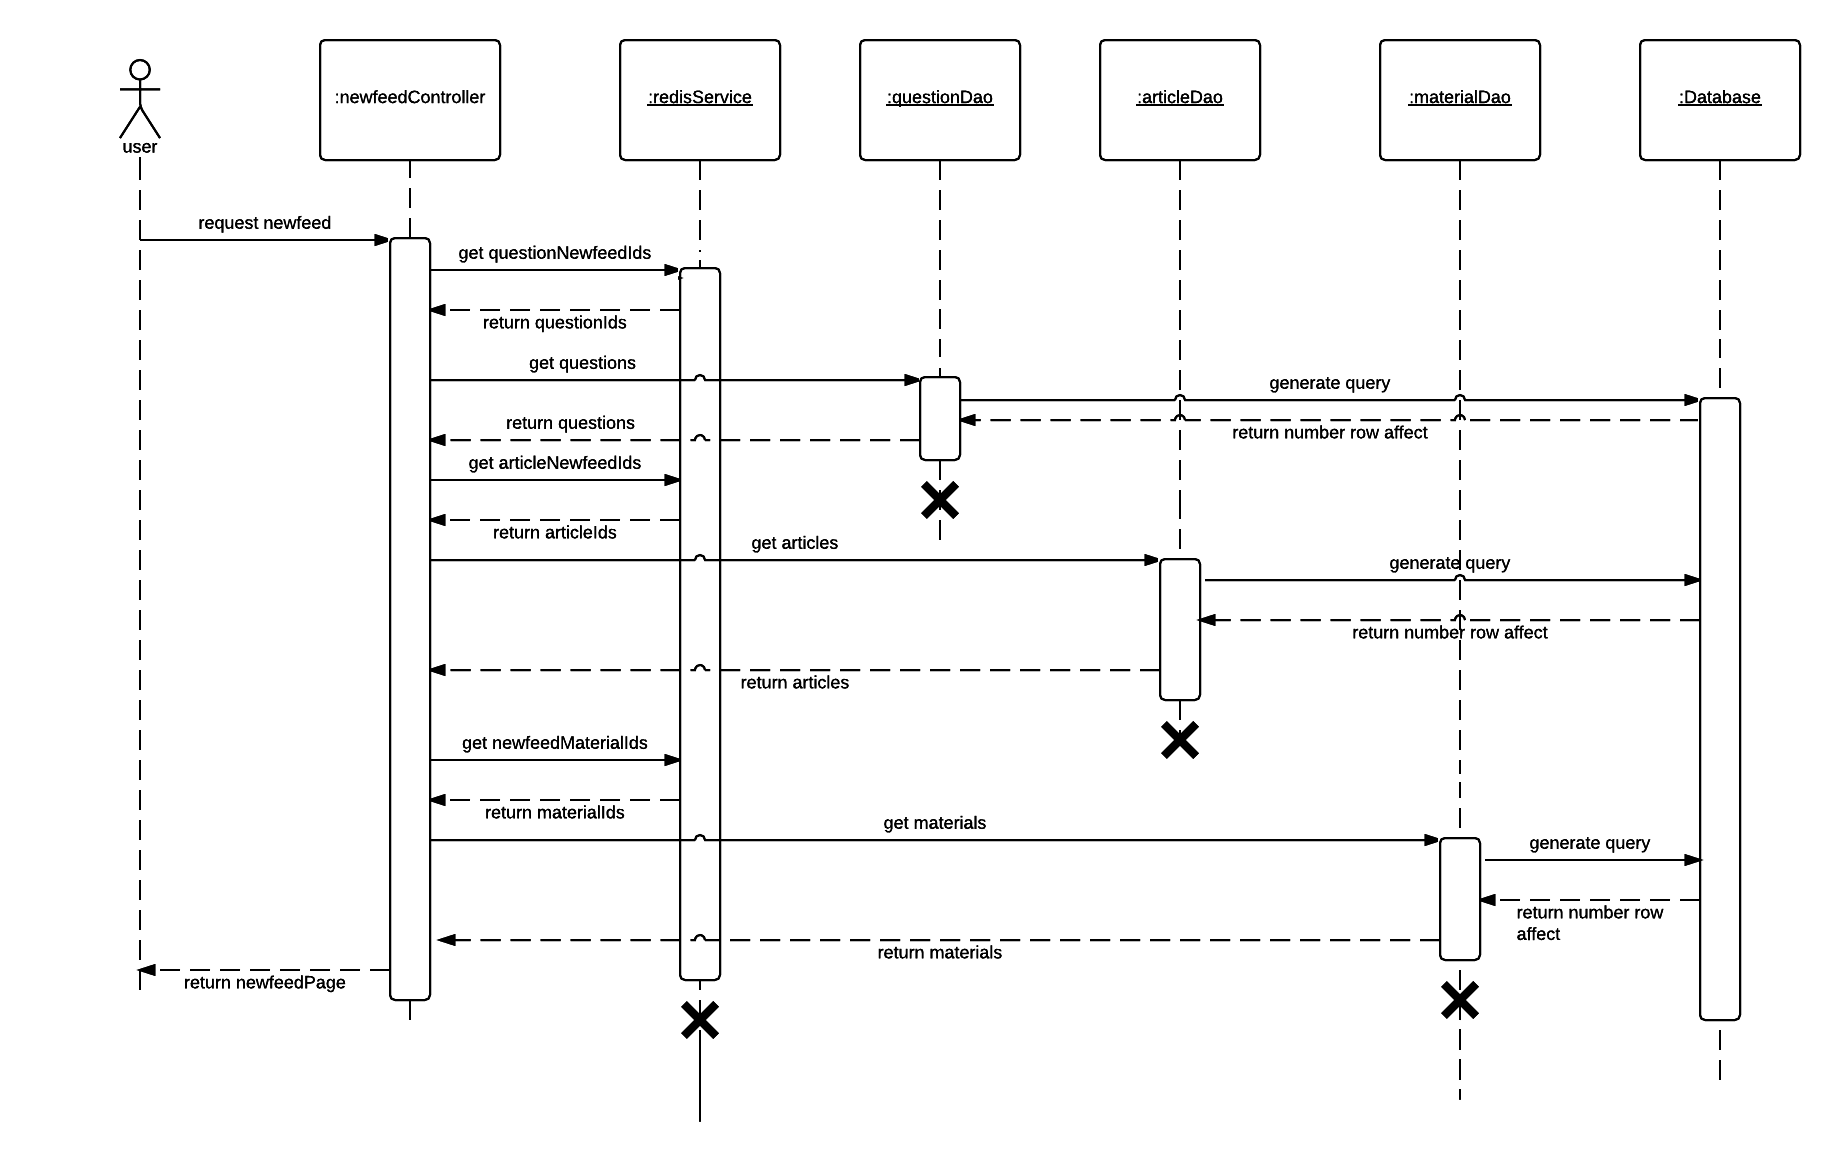 :newfeedController
:redisService
:questionDao
:articleDao
:materialDao
:Database
user
request newfeed
get questionNewfeedIds
return questionIds
get questions
generate query
return questions
return number row affect
get articleNewfeedIds
return articleIds
get articles
generate query
return number row affect
return articles
get newfeedMaterialIds
return materialIds
get materials
generate query
return number row
affect
return materials
return newfeedPage